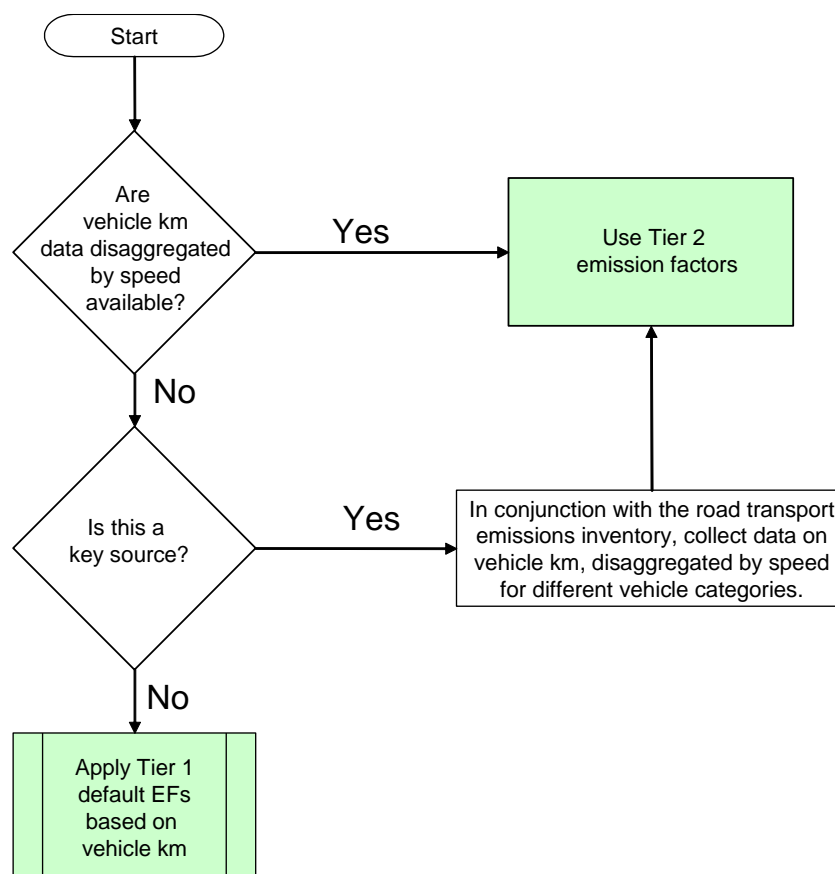 Start
Are
vehicle km
data disaggregated
by speed
available?
Yes
Use Tier 2
emission factors
No
Is this a
key source?
Yes
In conjunction with the road transport
emissions inventory, collect data on
vehicle km, disaggregated by speed
for different vehicle categories.
No
Apply Tier 1
default EFs
based on
vehicle km